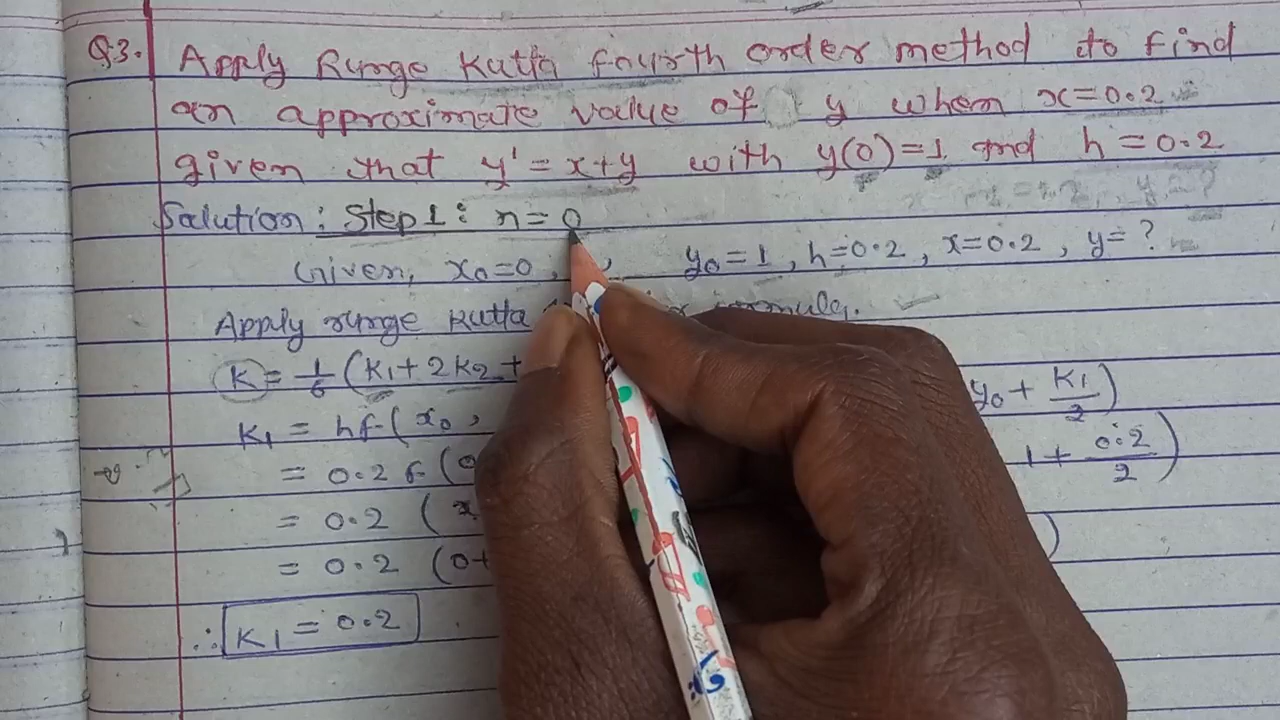 Q.3. Apply Runge Kutta fourth order method to find
an approximate value of y when x=0.2
given that y' = x+y with y(0)=1 and h=0.2
Solution: Step 1: n=0
Given, x₀=0, , y₀=1, h=0.2, x=0.2, y=?
Apply runge kutta
K = 1/6 (K₁+2K₂+ y₀ + K₁/2)
K₁ = hf(x₀, 1 + 0.2/2)
= 0.2 f(0
= 0.2 (x )
= 0.2 (0+
∴ K₁ = 0.2